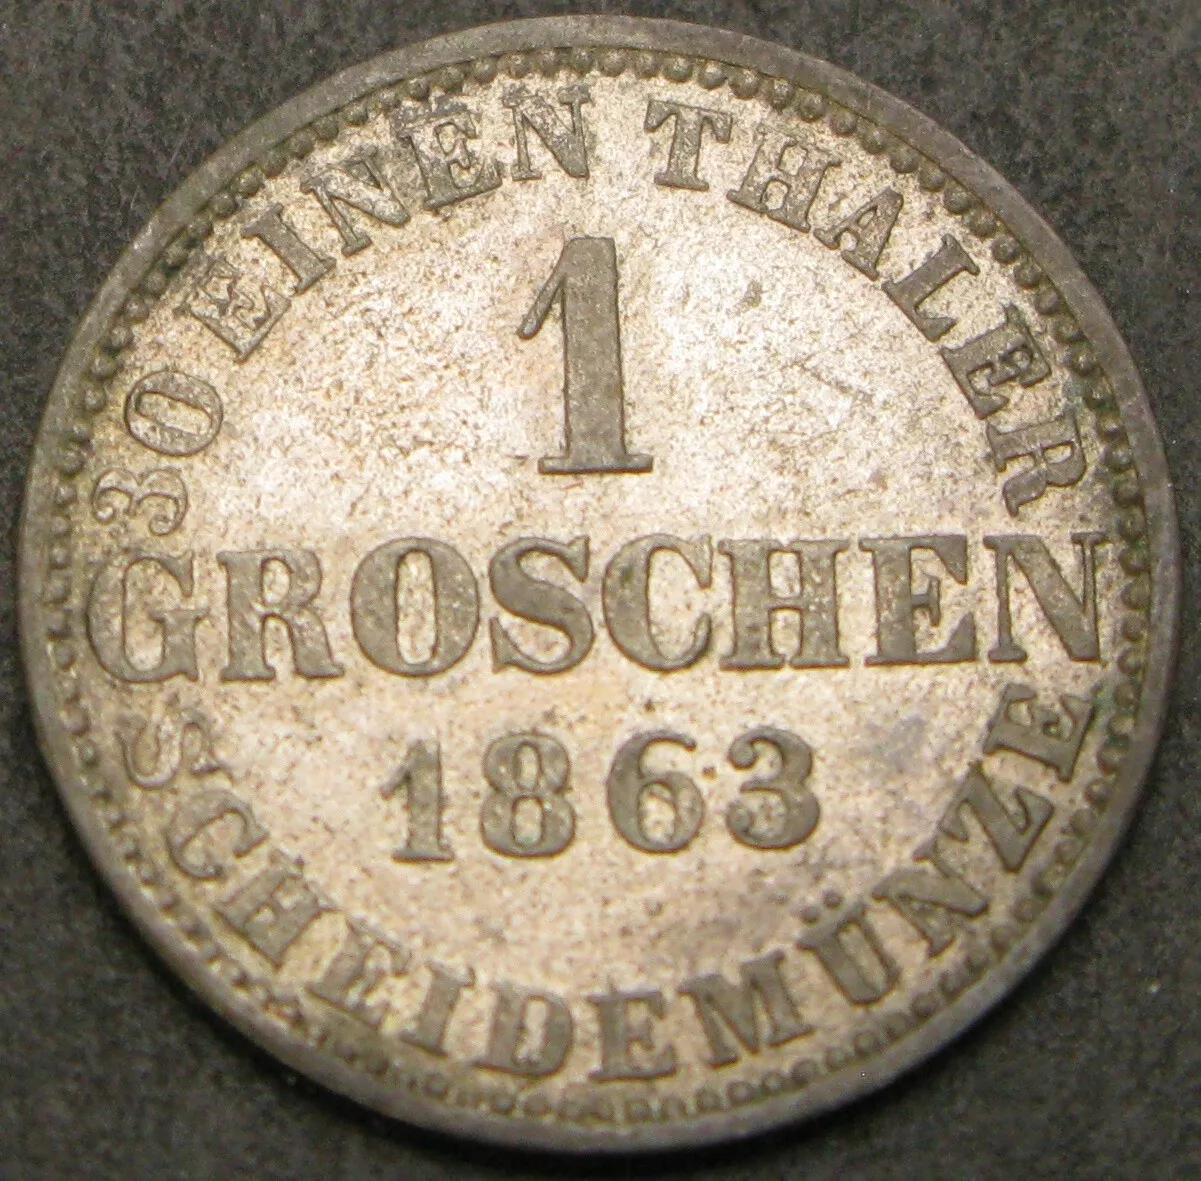 30 EINEN THALER
1
GROSCHEN
1863
SCHEIDEMÜNZE